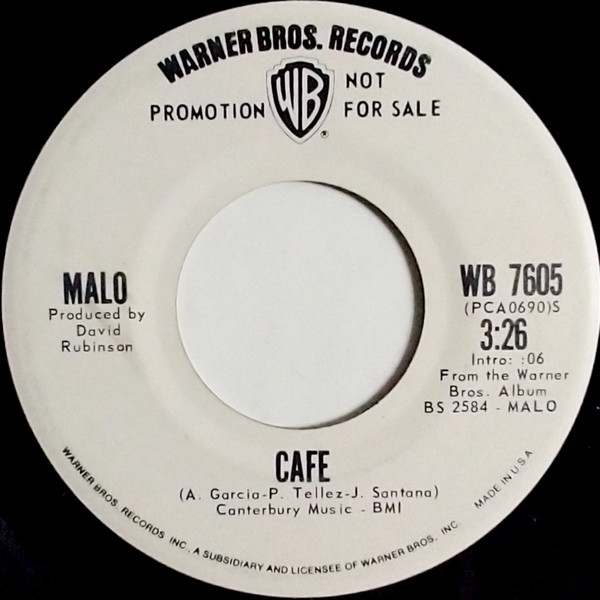 WARNER BROS. RECORDS
PROMOTION WB NOT
FOR SALE
MALO
Produced by
David
Rubinson
WB 7605
(PCA0690)S
3:26
Intro: :06
From the Warner
Bros. Album
BS 2584 - MALO
CAFE
(A. Garcia-P. Tellez-J. Santana)
Canterbury Music - BMI
WARNER BROS. RECORDS INC., A SUBSIDIARY AND LICENSEE OF WARNER BROS. INC. MADE IN U.S.A.